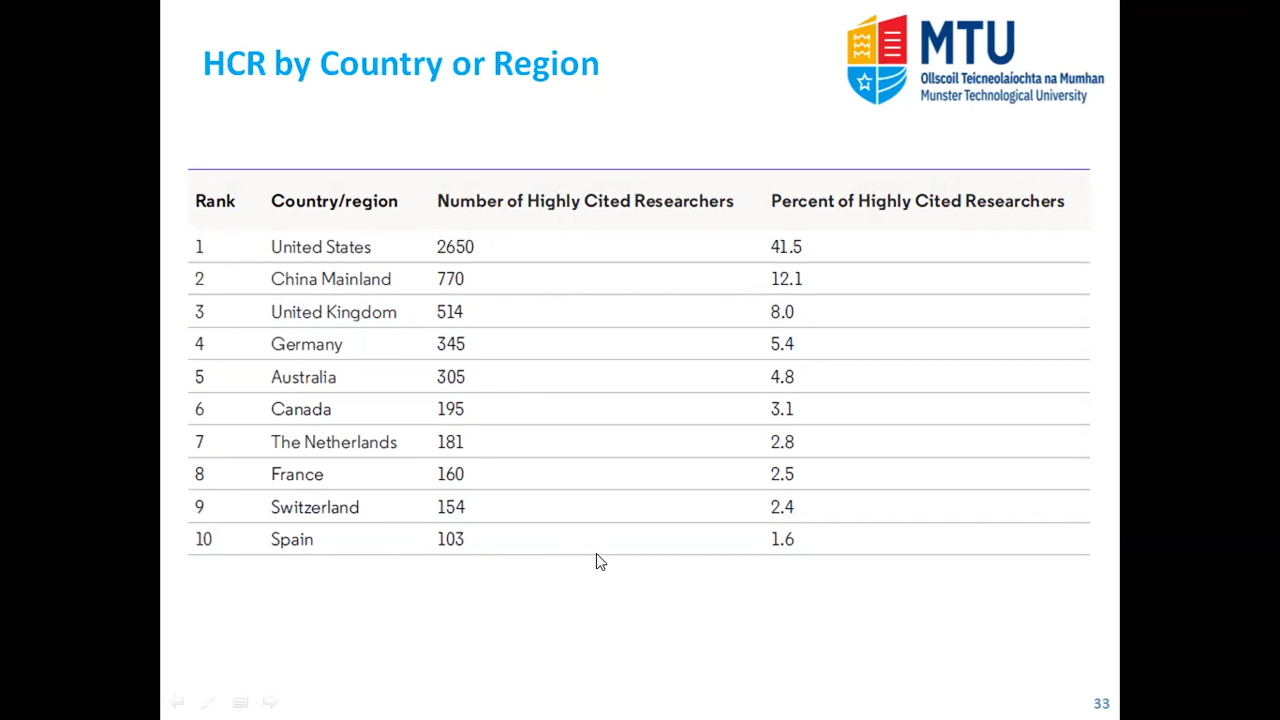 HCR by Country or Region
MTU
Ollscoil Teicneolaíochta na Mumhan
Munster Technological University
Rank Country/region Number of Highly Cited Researchers Percent of Highly Cited Researchers
1 United States 2650 41.5
2 China Mainland 770 12.1
3 United Kingdom 514 8.0
4 Germany 345 5.4
5 Australia 305 4.8
6 Canada 195 3.1
7 The Netherlands 181 2.8
8 France 160 2.5
9 Switzerland 154 2.4
10 Spain 103 1.6
33